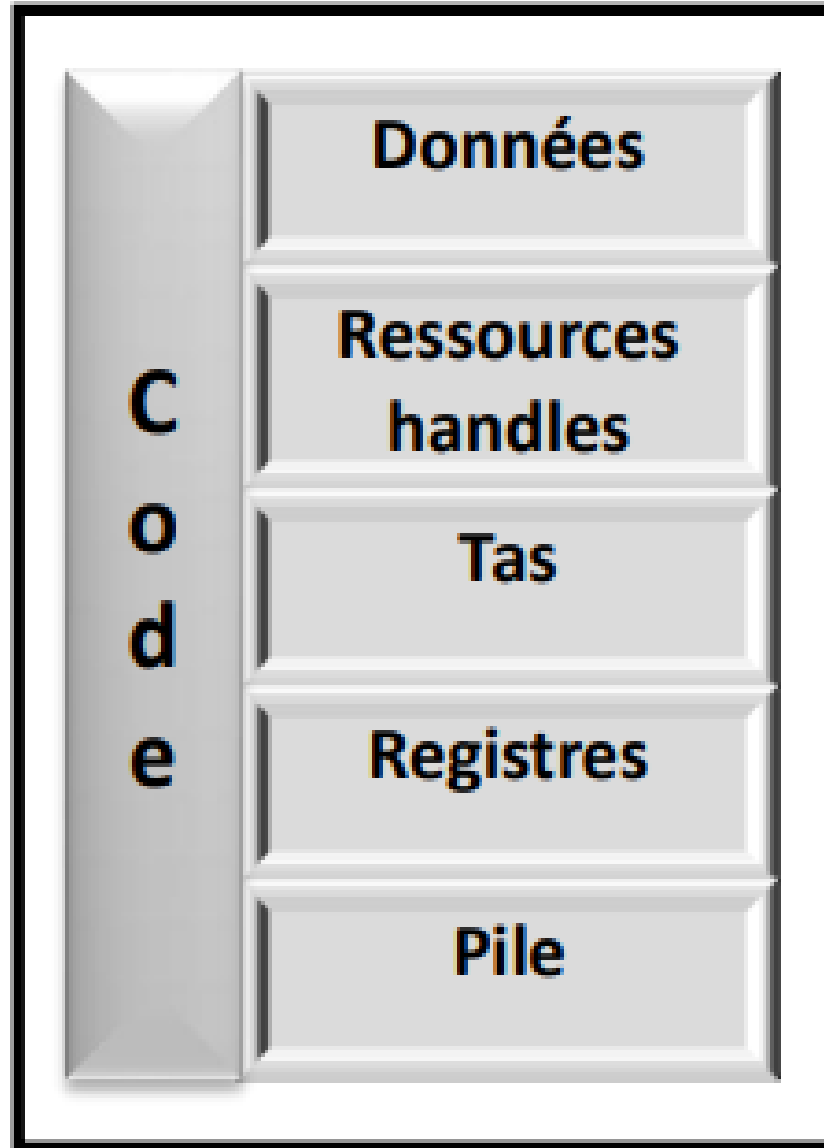 C
o
d
e
Données
Ressources
handles
Tas
Registres
Pile